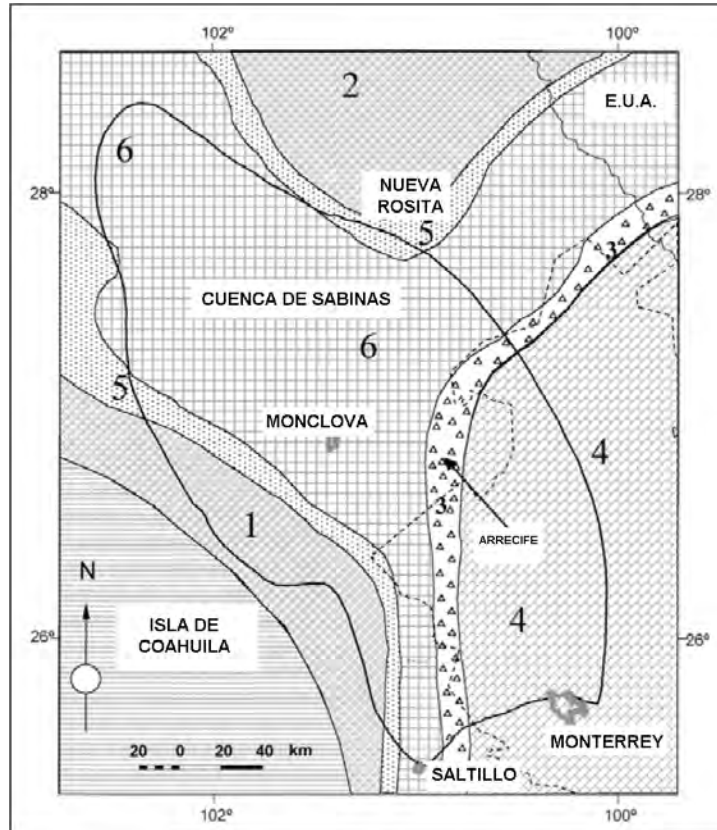 102º
100º
2
E.U.A.
6
28º
NUEVA
ROSITA
28º
5
3
CUENCA DE SABINAS
6
5
MONCLOVA
4
3
1
ARRECIFE
N
4
ISLA DE
COAHUILA
26º
26º
20 0 20 40 km
MONTERREY
SALTILLO
102º
100º